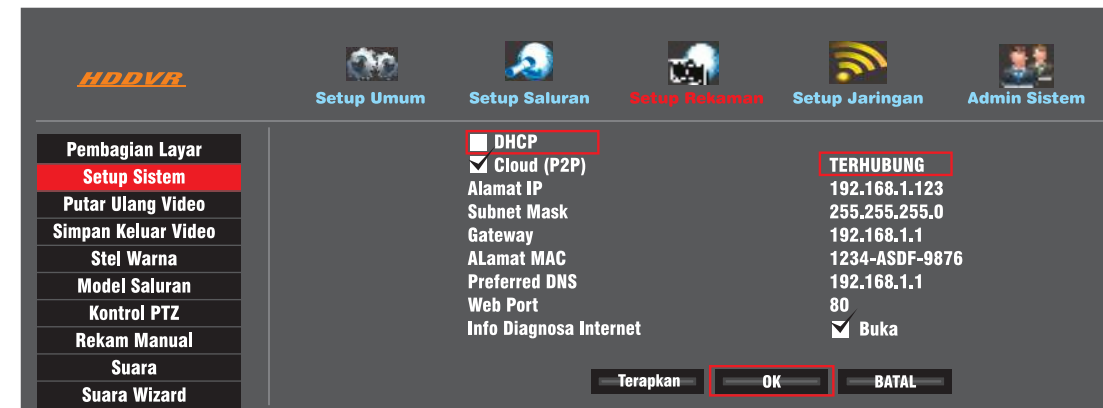 HDDVR
Setup Umum
Setup Saluran
Setup Rekaman
Setup Jaringan
Admin Sistem
Pembagian Layar
Setup Sistem
Putar Ulang Video
Simpan Keluar Video
Stel Warna
Model Saluran
Kontrol PTZ
Rekam Manual
Suara
Suara Wizard
DHCP
Cloud (P2P) TERHUBUNG
Alamat IP 192.168.1.123
Subnet Mask 255.255.255.0
Gateway 192.168.1.1
ALamat MAC 1234-ASDF-9876
Preferred DNS 192.168.1.1
Web Port 80
Info Diagnosa Internet Buka
Terapkan OK BATAL